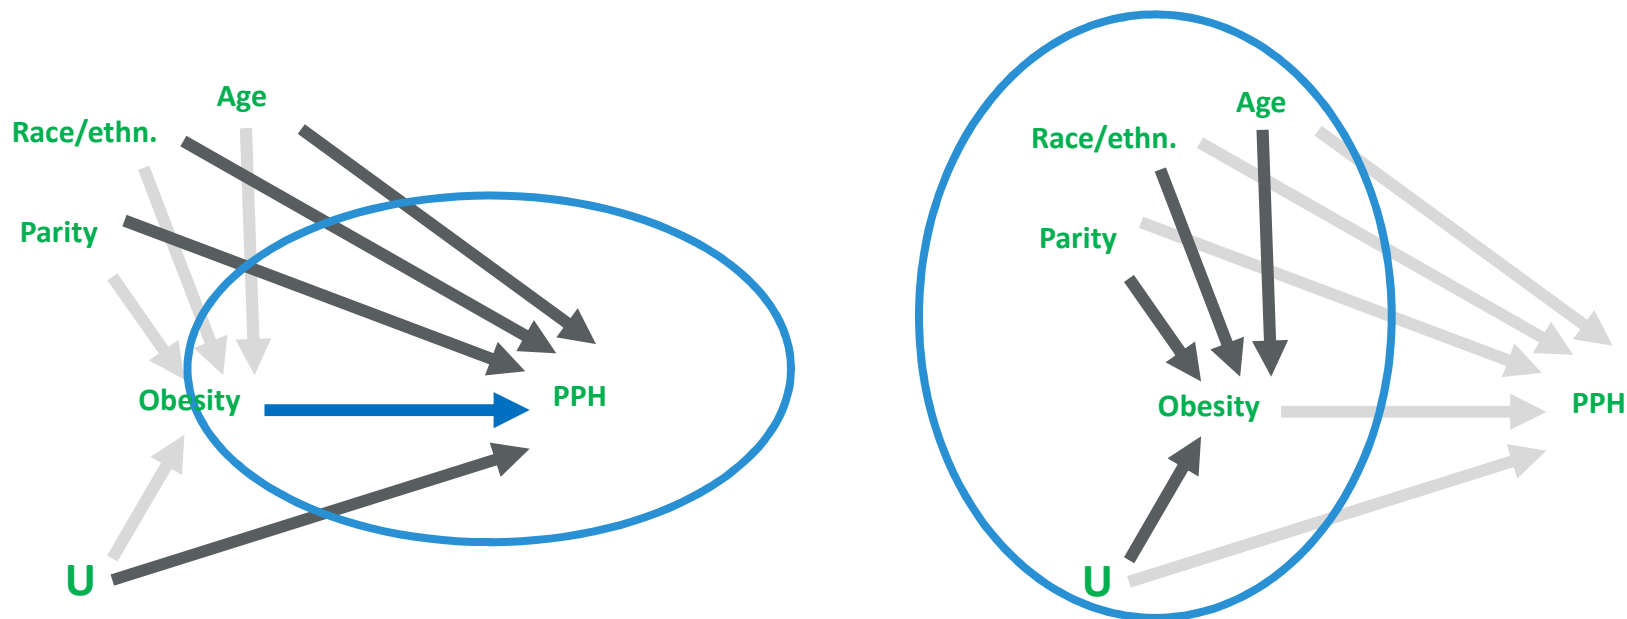 Age
Race/ethn.
Parity
Obesity
PPH
U
Age
Race/ethn.
Parity
Obesity
PPH
U